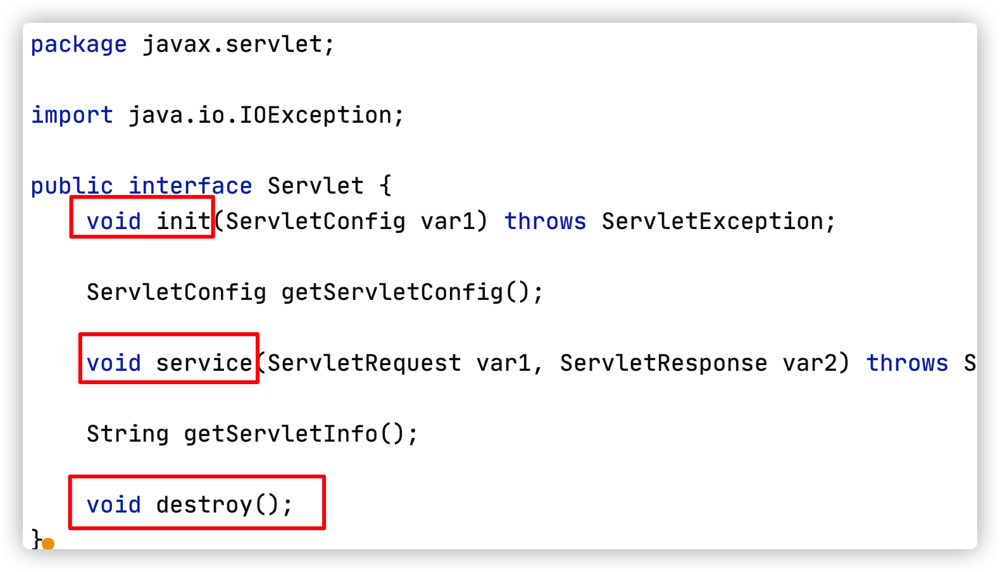 package javax.servlet;
import java.io.IOException;
public interface Servlet {
void init(ServletConfig var1) throws ServletException;
ServletConfig getServletConfig();
void service(ServletRequest var1, ServletResponse var2) throws S
String getServletInfo();
void destroy();
}